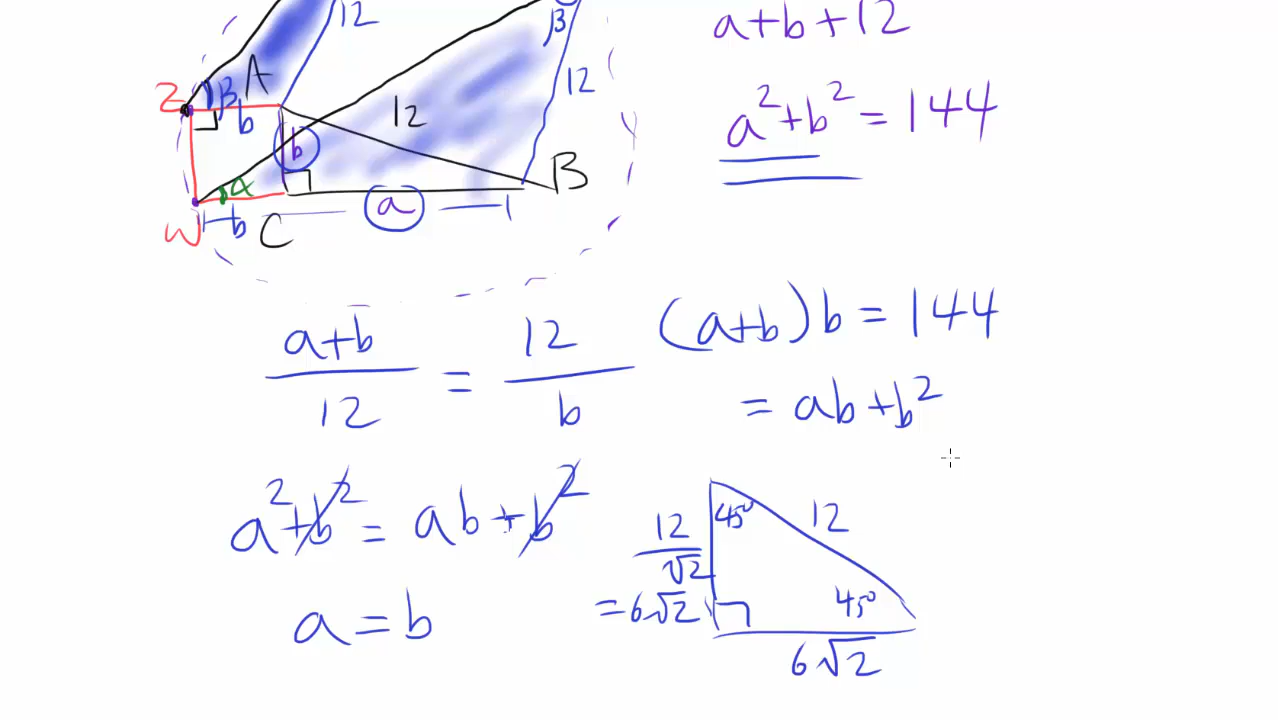 12
β
a+b+12
Z
β
A
b
12
12
b
a²+b²=144
α
B
W
b
C
a
a+b/12 = 12/b
(a+b)b=144
=ab+b²
a²+b²=ab+b²
45°
12
12/√2
=6√2
45°
6√2
a=b